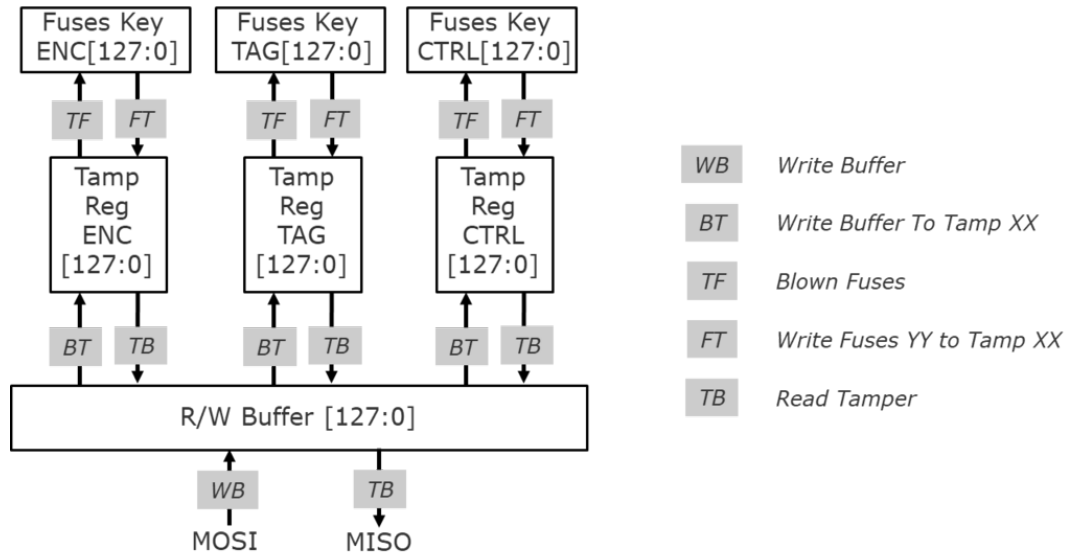 Fuses Key
ENC[127:0]
Fuses Key
TAG[127:0]
Fuses Key
CTRL[127:0]
TF
FT
TF
FT
TF
FT
Tamp
Reg
ENC
[127:0]
Tamp
Reg
TAG
[127:0]
Tamp
Reg
CTRL
[127:0]
BT
TB
BT
TB
BT
TB
R/W Buffer [127:0]
WB
TB
MOSI
MISO
WB Write Buffer
BT Write Buffer To Tamp XX
TF Blown Fuses
FT Write Fuses YY to Tamp XX
TB Read Tamper